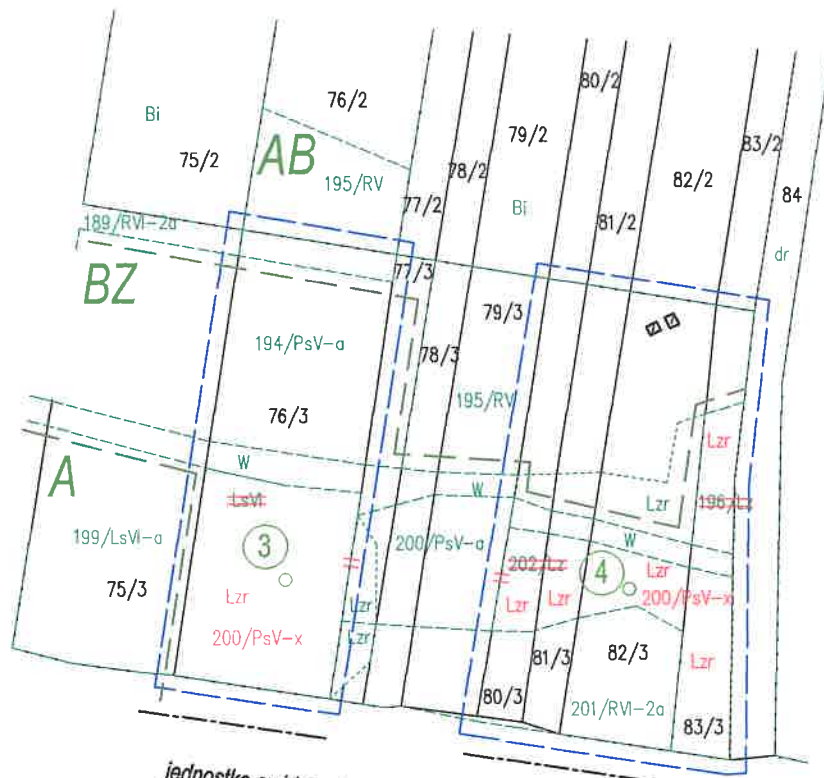 80/2
76/2
83/2
Bi
79/2
75/2
AB
78/2
82/2
195/RV
77/2
84
Bi
81/2
189/RVI-2a
dr
77/3
BZ
79/3
194/PsV-a
78/3
195/RV
76/3
Lzr
W
A
W
Lzr
196/Lz
LsVI
199/LsVI-a
3
200/PsV-a
W
202/Lz
4
Lzr
75/3
Lzr
Lzr
Lzr
Lzr
200/PsV-x
200/PsV-x
Lzr
82/3
81/3
Lzr
80/3
201/RVI-2a
83/3